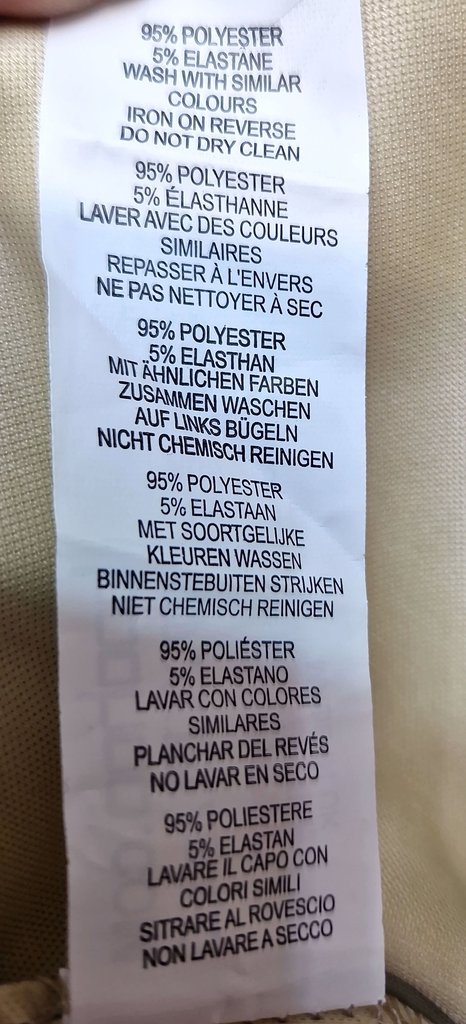 95% POLYESTER
5% ELASTANE
WASH WITH SIMILAR
COLOURS
IRON ON REVERSE
DO NOT DRY CLEAN
95% POLYESTER
5% ÉLASTHANNE
LAVER AVEC DES COULEURS
SIMILAIRES
REPASSER À L'ENVERS
NE PAS NETTOYER À SEC
95% POLYESTER
5% ELASTHAN
MIT ÄHNLICHEN FARBEN
ZUSAMMEN WASCHEN
AUF LINKS BÜGELN
NICHT CHEMISCH REINIGEN
95% POLYESTER
5% ELASTAAN
MET SOORTGELIJKE
KLEUREN WASSEN
BINNENSTEBUITEN STRIJKEN
NIET CHEMISCH REINIGEN
95% POLIÉSTER
5% ELASTANO
LAVAR CON COLORES
SIMILARES
PLANCHAR DEL REVÉS
NO LAVAR EN SECO
95% POLIESTERE
5% ELASTAN
LAVARE IL CAPO CON
COLORI SIMILI
SITRARE AL ROVESCIO
NON LAVARE A SECCO